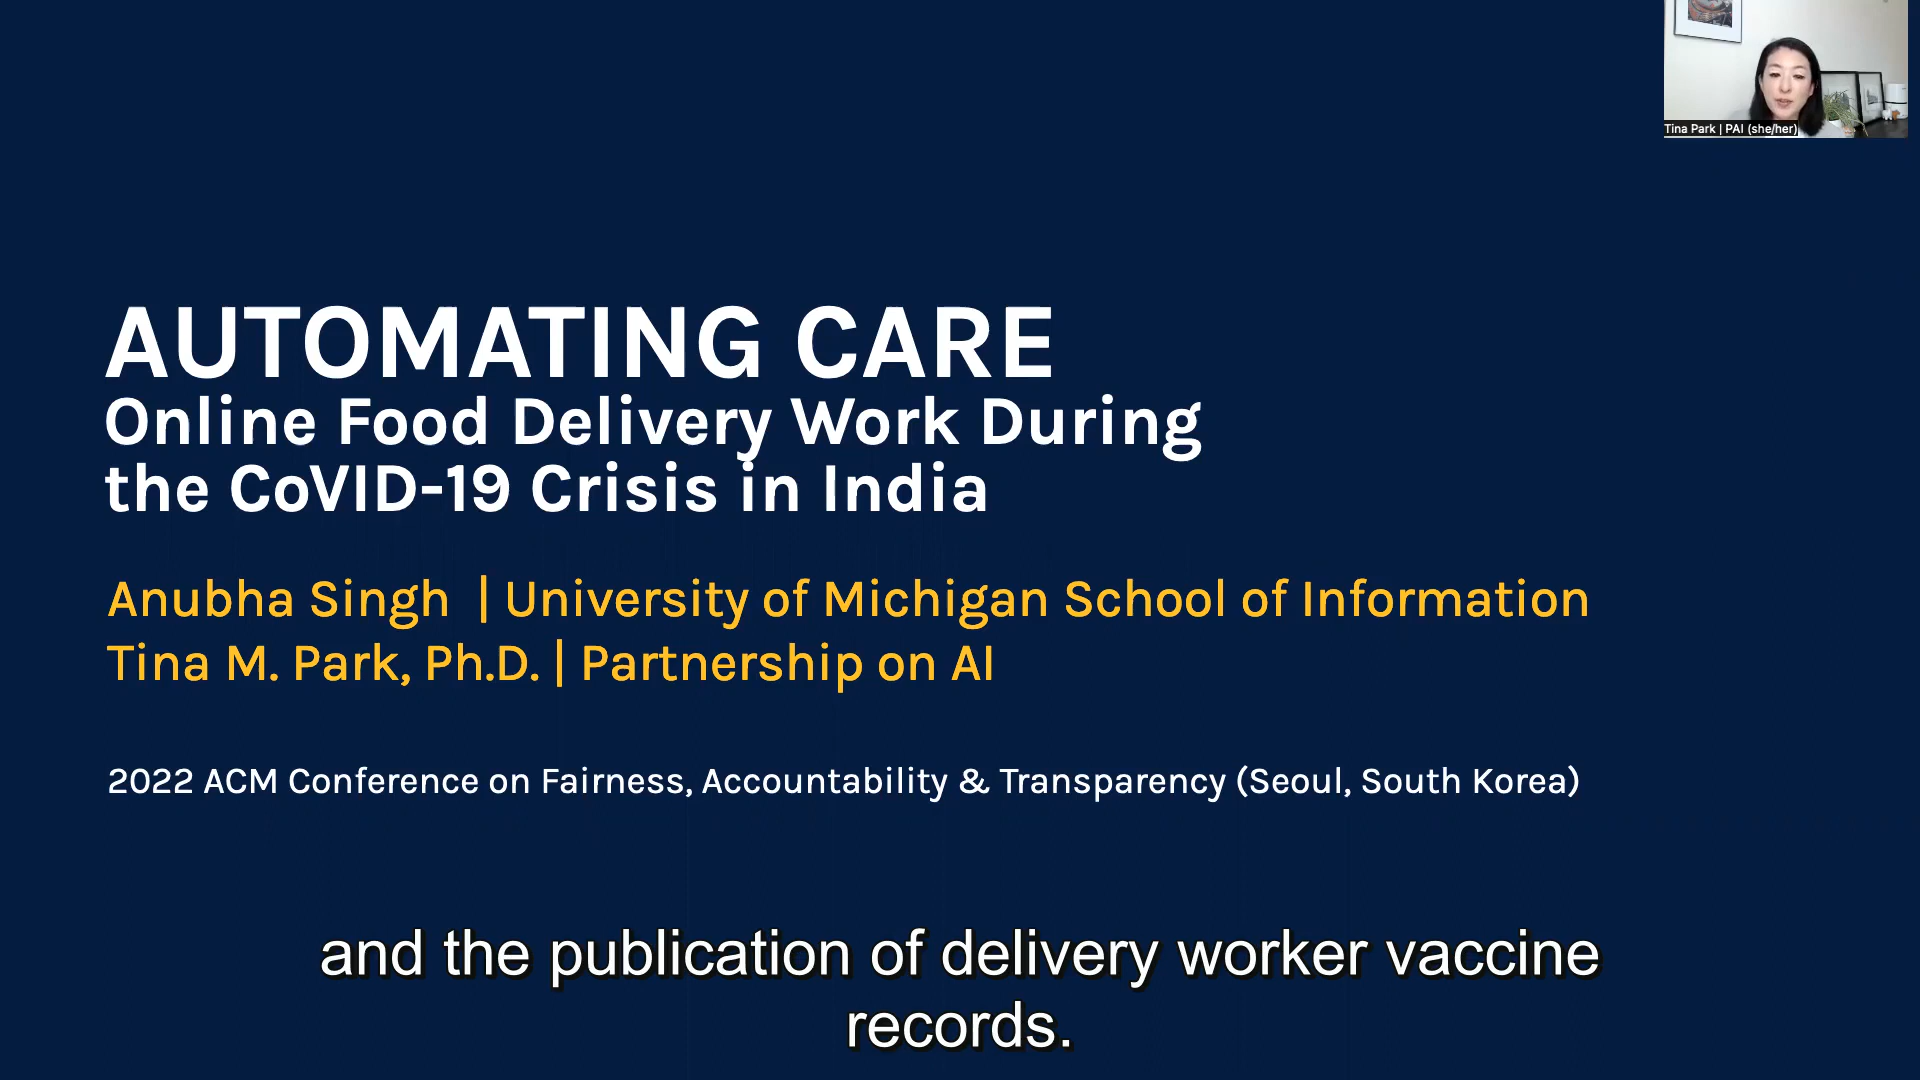 Tina Park | PAI (she/her)
AUTOMATING CARE
Online Food Delivery Work During
the CoVID-19 Crisis in India
Anubha Singh | University of Michigan School of Information
Tina M. Park, Ph.D. | Partnership on AI
2022 ACM Conference on Fairness, Accountability & Transparency (Seoul, South Korea)
and the publication of delivery worker vaccine
records.